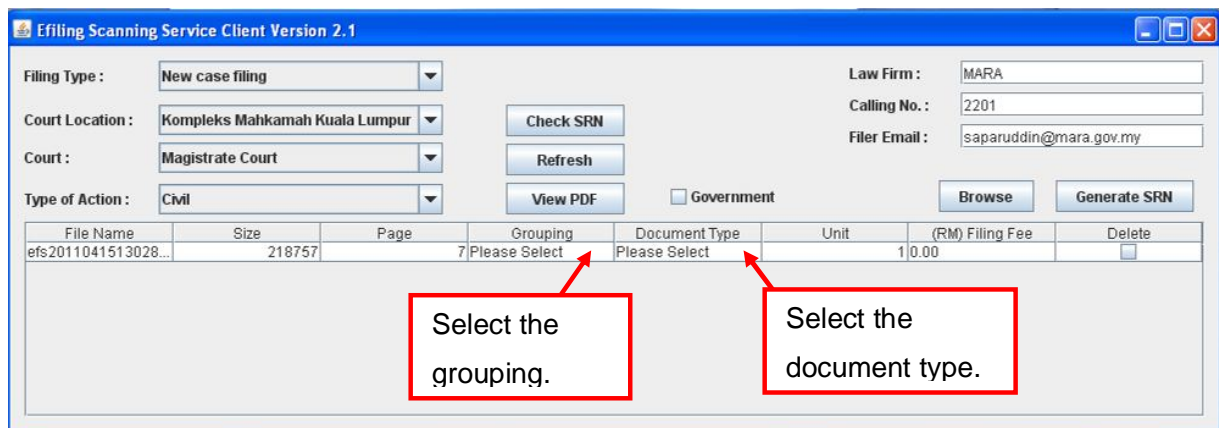 Efiling Scanning Service Client Version 2.1
Filing Type : New case filing Law Firm : MARA
Calling No. : 2201
Court Location : Kompleks Mahkamah Kuala Lumpur Check SRN
Filer Email : saparuddin@mara.gov.my
Court : Magistrate Court Refresh
Type of Action : Civil View PDF Government Browse Generate SRN
File Name Size Page Grouping Document Type Unit (RM) Filing Fee Delete
efs2011041513028... 218757 7 Please Select Please Select 1 0.00
Select the
grouping.
Select the
document type.